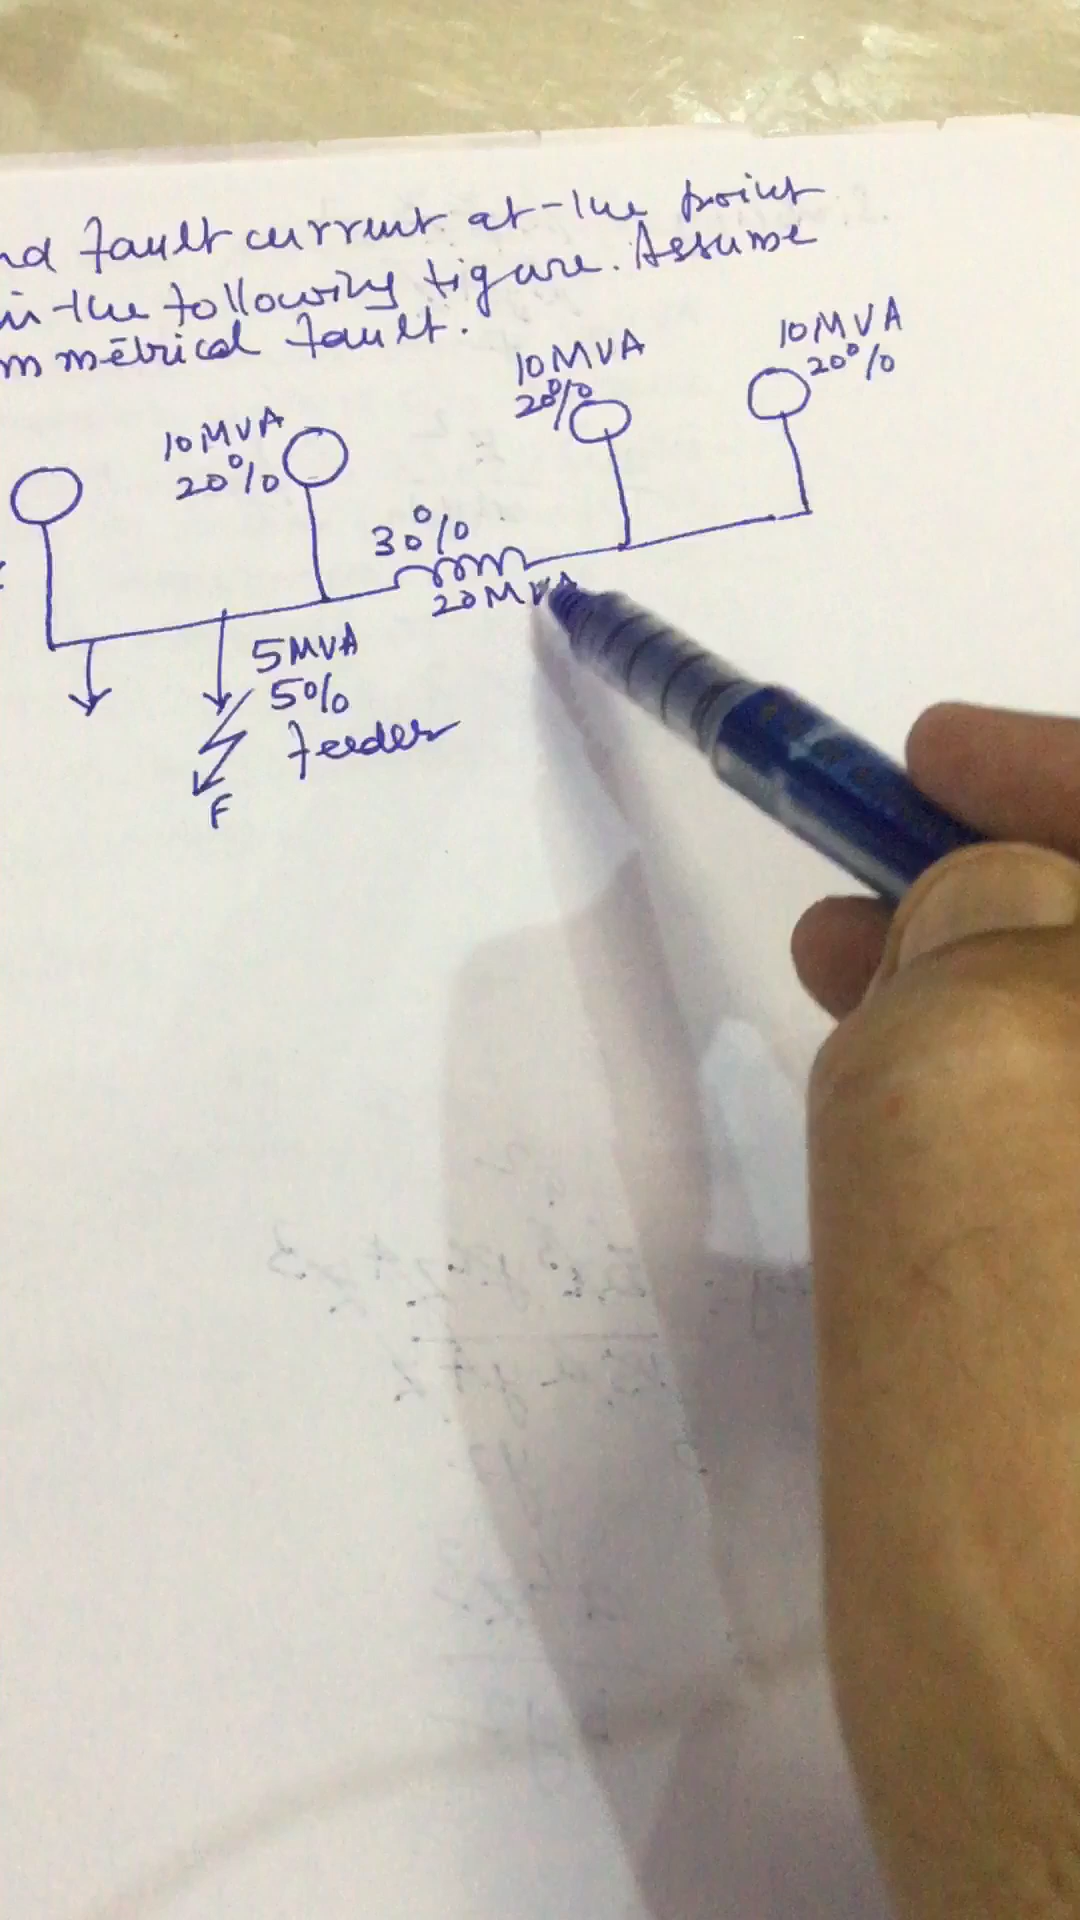 nd fault current at the point
in the following figure. Assume
mmetrical fault.
10MVA
20%
10MVA
20%
10MVA
20%
30%
20MVA
5MVA
5%
feeder
F